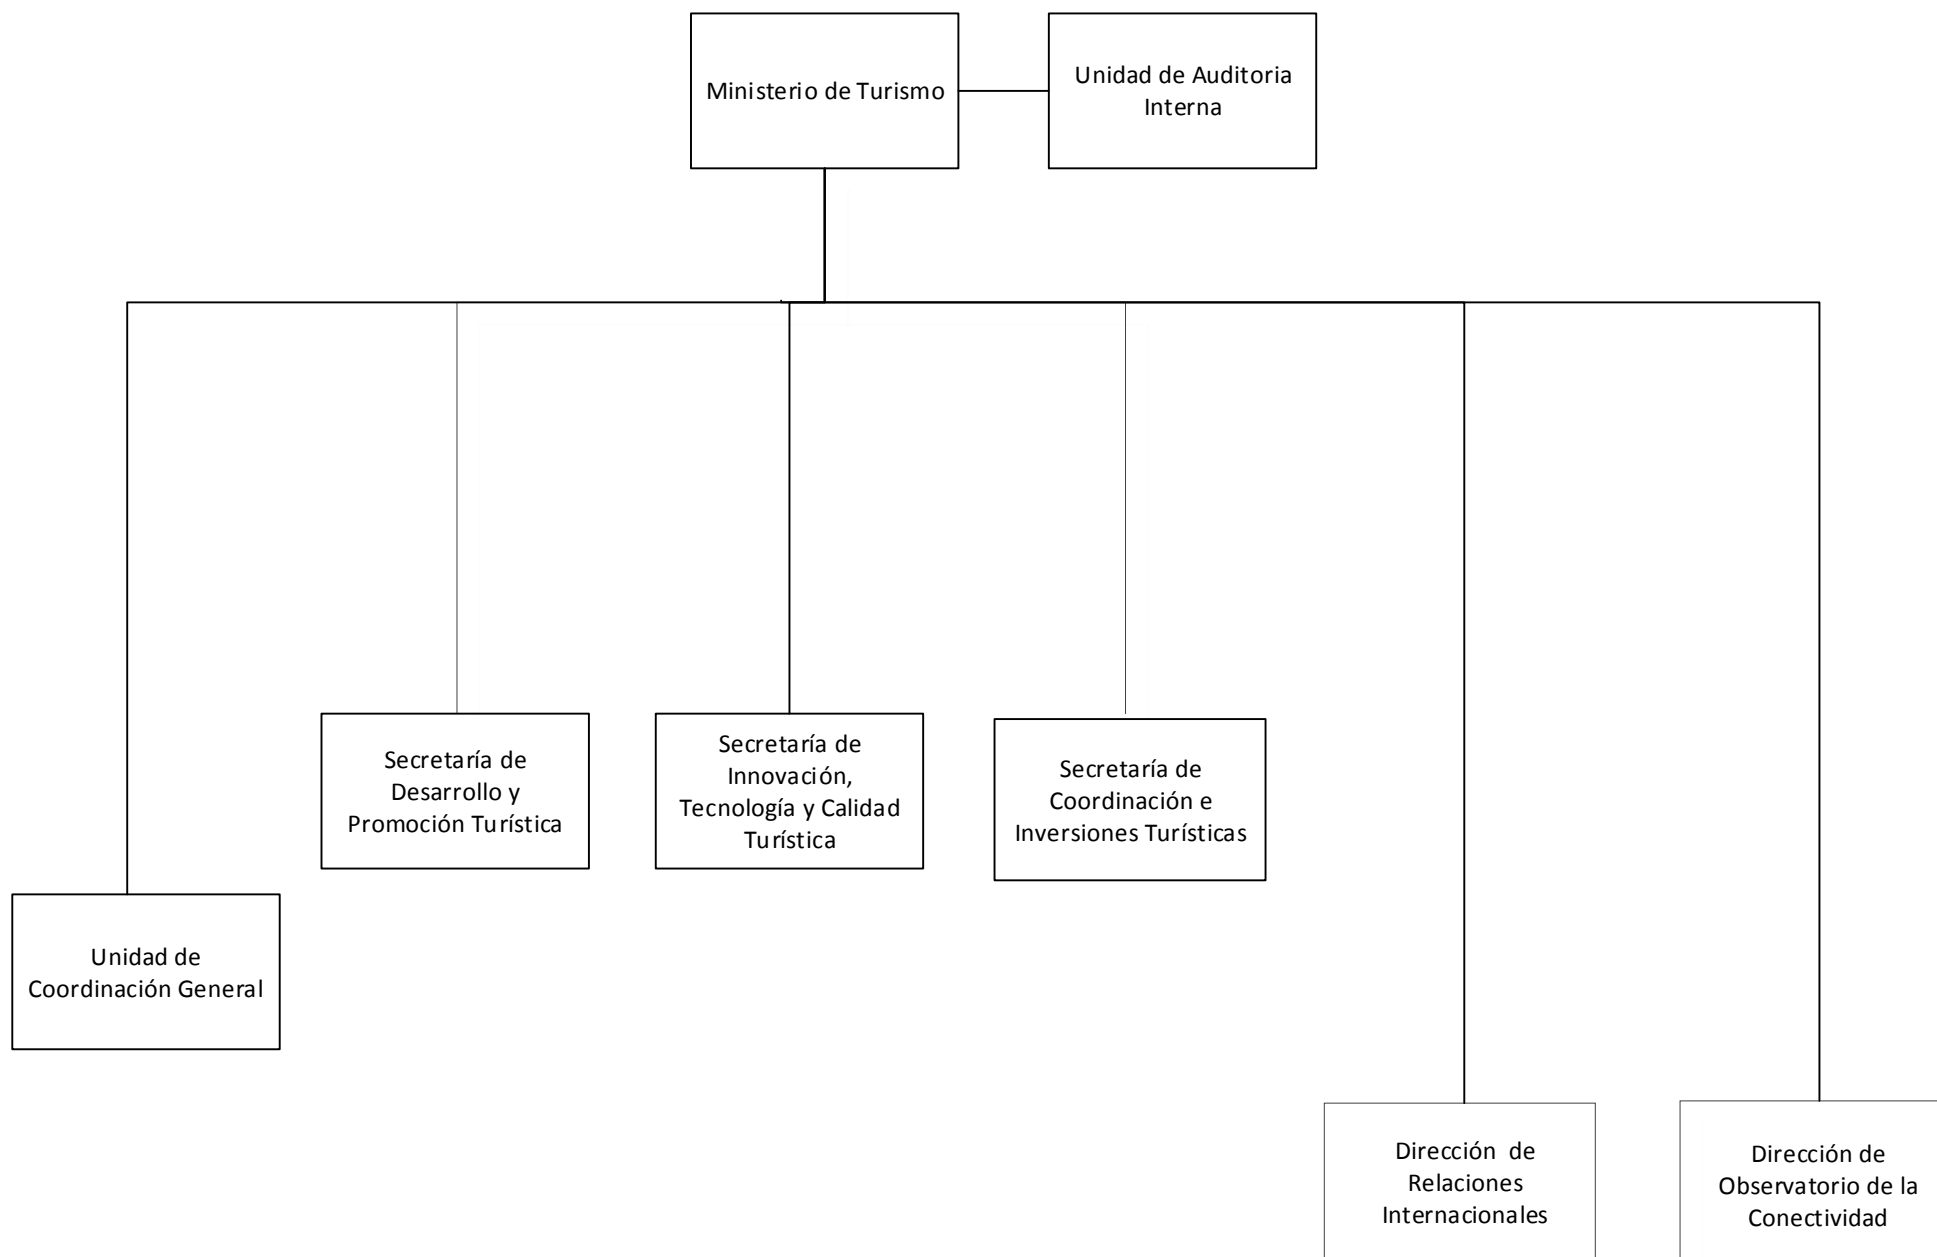 Ministerio de Turismo
Unidad de Auditoria
Interna
Secretaría de
Desarrollo y
Promoción Turística
Secretaría de
Innovación,
Tecnología y Calidad
Turística
Secretaría de
Coordinación e
Inversiones Turísticas
Unidad de
Coordinación General
Dirección de
Relaciones
Internacionales
Dirección de
Observatorio de la
Conectividad